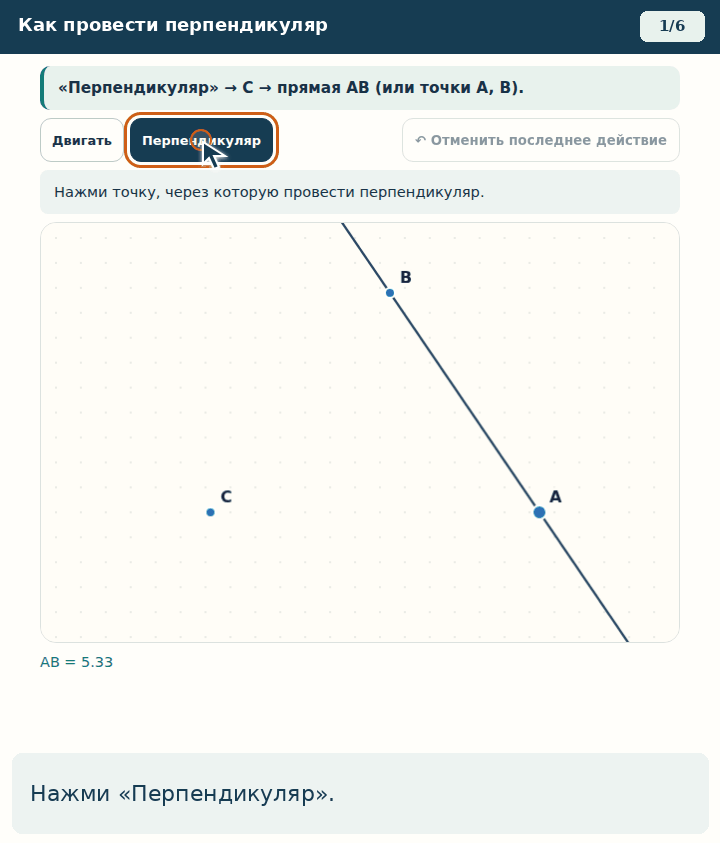 Как провести перпендикуляр
1/6
«Перпендикуляр» → C → прямая AB (или точки A, B).
Двигать
Перпендикуляр
↶ Отменить последнее действие
Нажми точку, через которую провести перпендикуляр.
B
C
A
AB = 5.33
Нажми «Перпендикуляр».